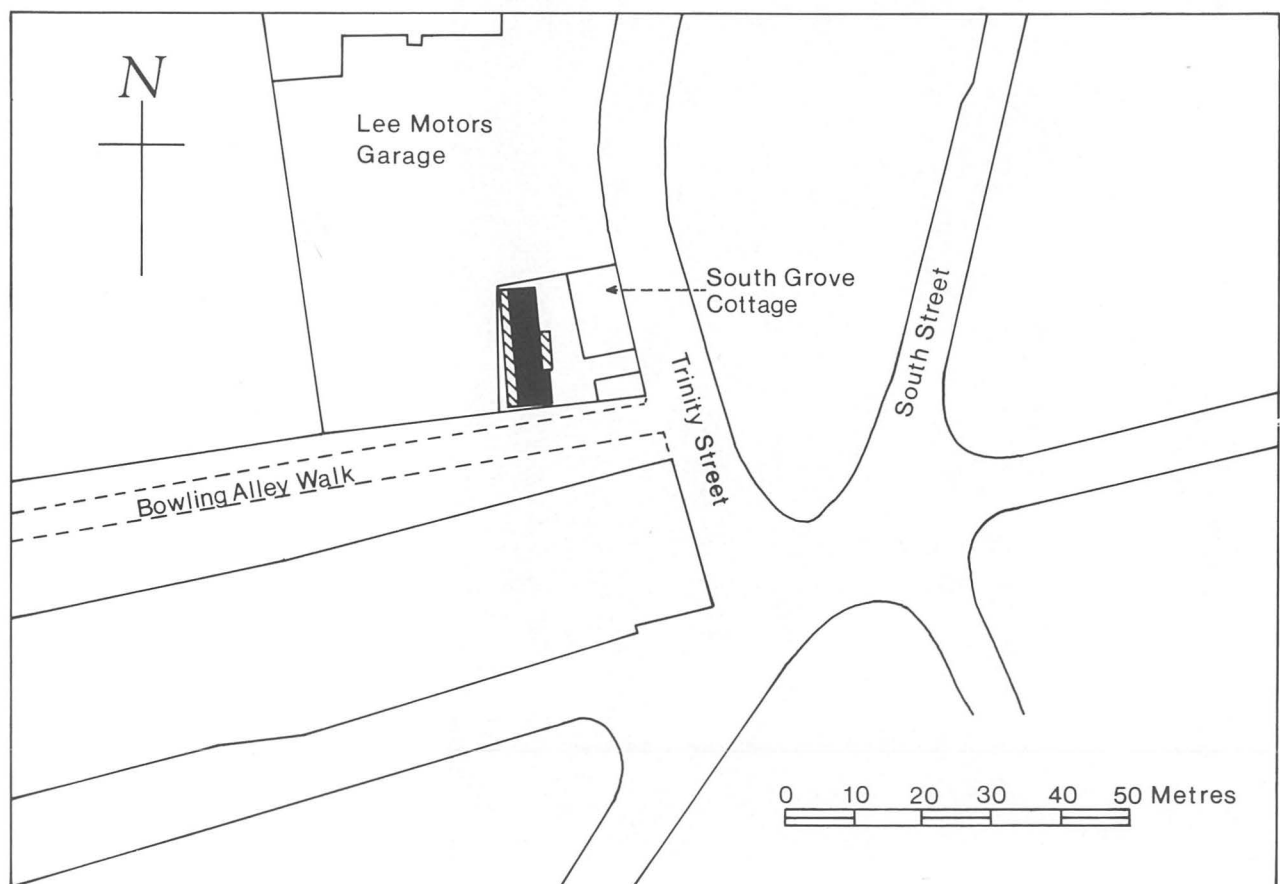 N
Lee Motors
Garage
South Grove
Cottage
South Street
Trinity Street
Bowling Alley Walk
0 10 20 30 40 50 Metres